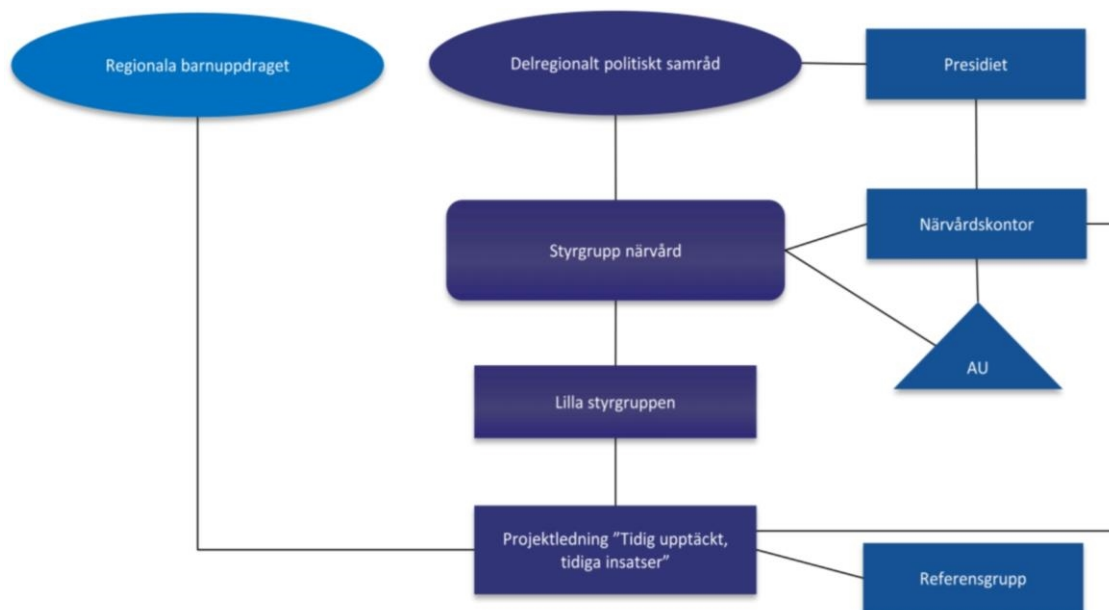 Regionala barnuppdraget
Delregionalt politiskt samråd
Presidiet
Styrgrupp närvård
Närvårdskontor
AU
Lilla styrgruppen
Projektledning ”Tidig upptäckt,
tidiga insatser”
Referensgrupp